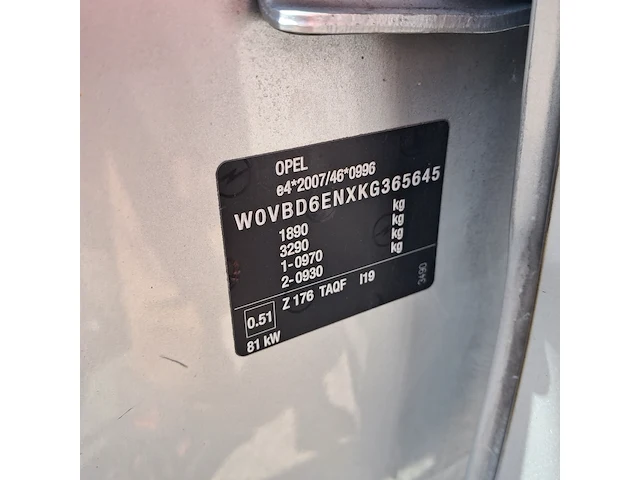 OPEL
e4*2007/46*0996
W0VBD6ENXKG365645
1890 kg
3290 kg
1-0970 kg
2-0930 kg
Z 176 TAQF I19
0.51
81 kW
3490